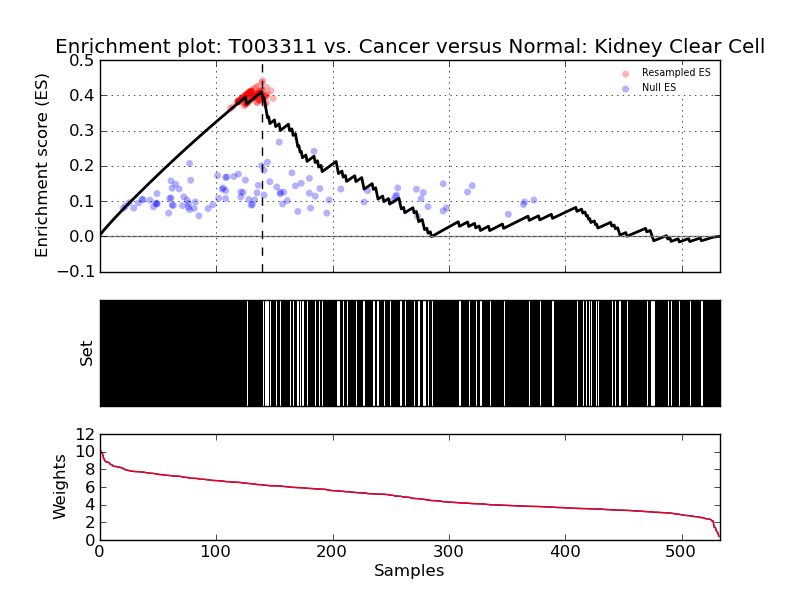 Enrichment plot: T003311 vs. Cancer versus Normal: Kidney Clear Cell
0.5
0.4
0.3
0.2
0.1
0.0
−0.1
Enrichment score (ES)
Resampled ES
Null ES
Set
12
10
8
6
4
2
0
Weights
0 100 200 300 400 500
Samples